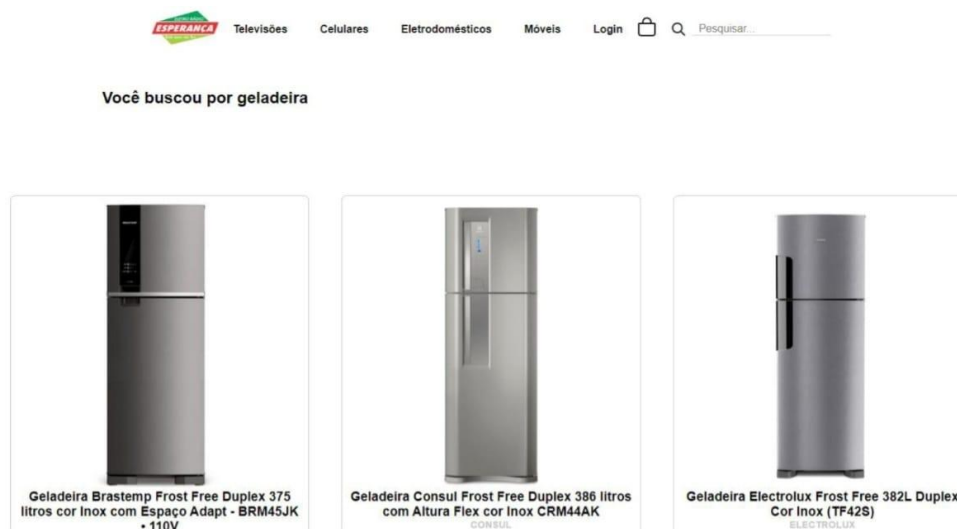 ESPERANÇA
Televisões Celulares Eletrodomésticos Móveis Login Pesquisar...
Você buscou por geladeira
Geladeira Brastemp Frost Free Duplex 375
litros cor Inox com Espaço Adapt - BRM45JK
• 110V
Geladeira Consul Frost Free Duplex 386 litros
com Altura Flex cor Inox CRM44AK
CONSUL
Geladeira Electrolux Frost Free 382L Duplex
Cor Inox (TF42S)
ELECTROLUX